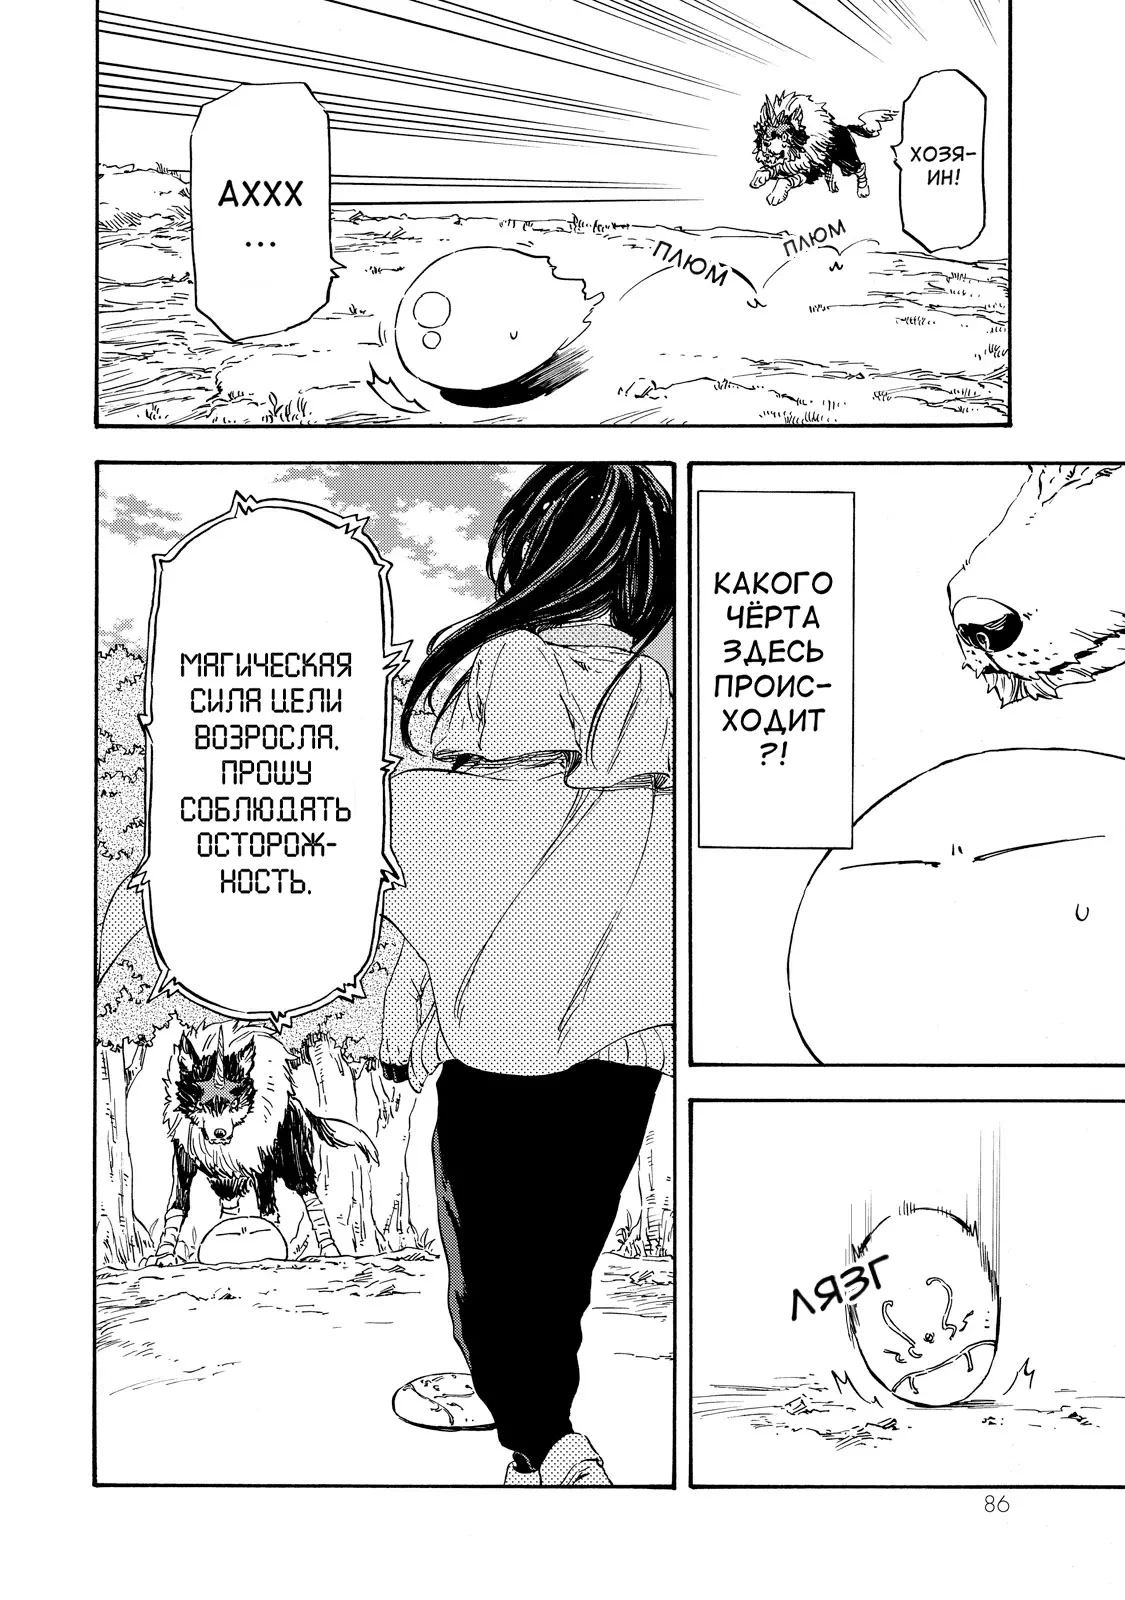 ХОЗЯ-
ИН!
ПЛЮМ
ПЛЮМ
АХХХ
...
КАКОГО
ЧЁРТА
ЗДЕСЬ
ПРОИС-
ХОДИТ
?!
ЛЯЗГ
МАГИЧЕСКАЯ
СИЛА ЦЕЛИ
ВОЗРОСЛА.
ПРОШУ
СОБЛЮДАТЬ
ОСТОРОЖ-
НОСТЬ.
86